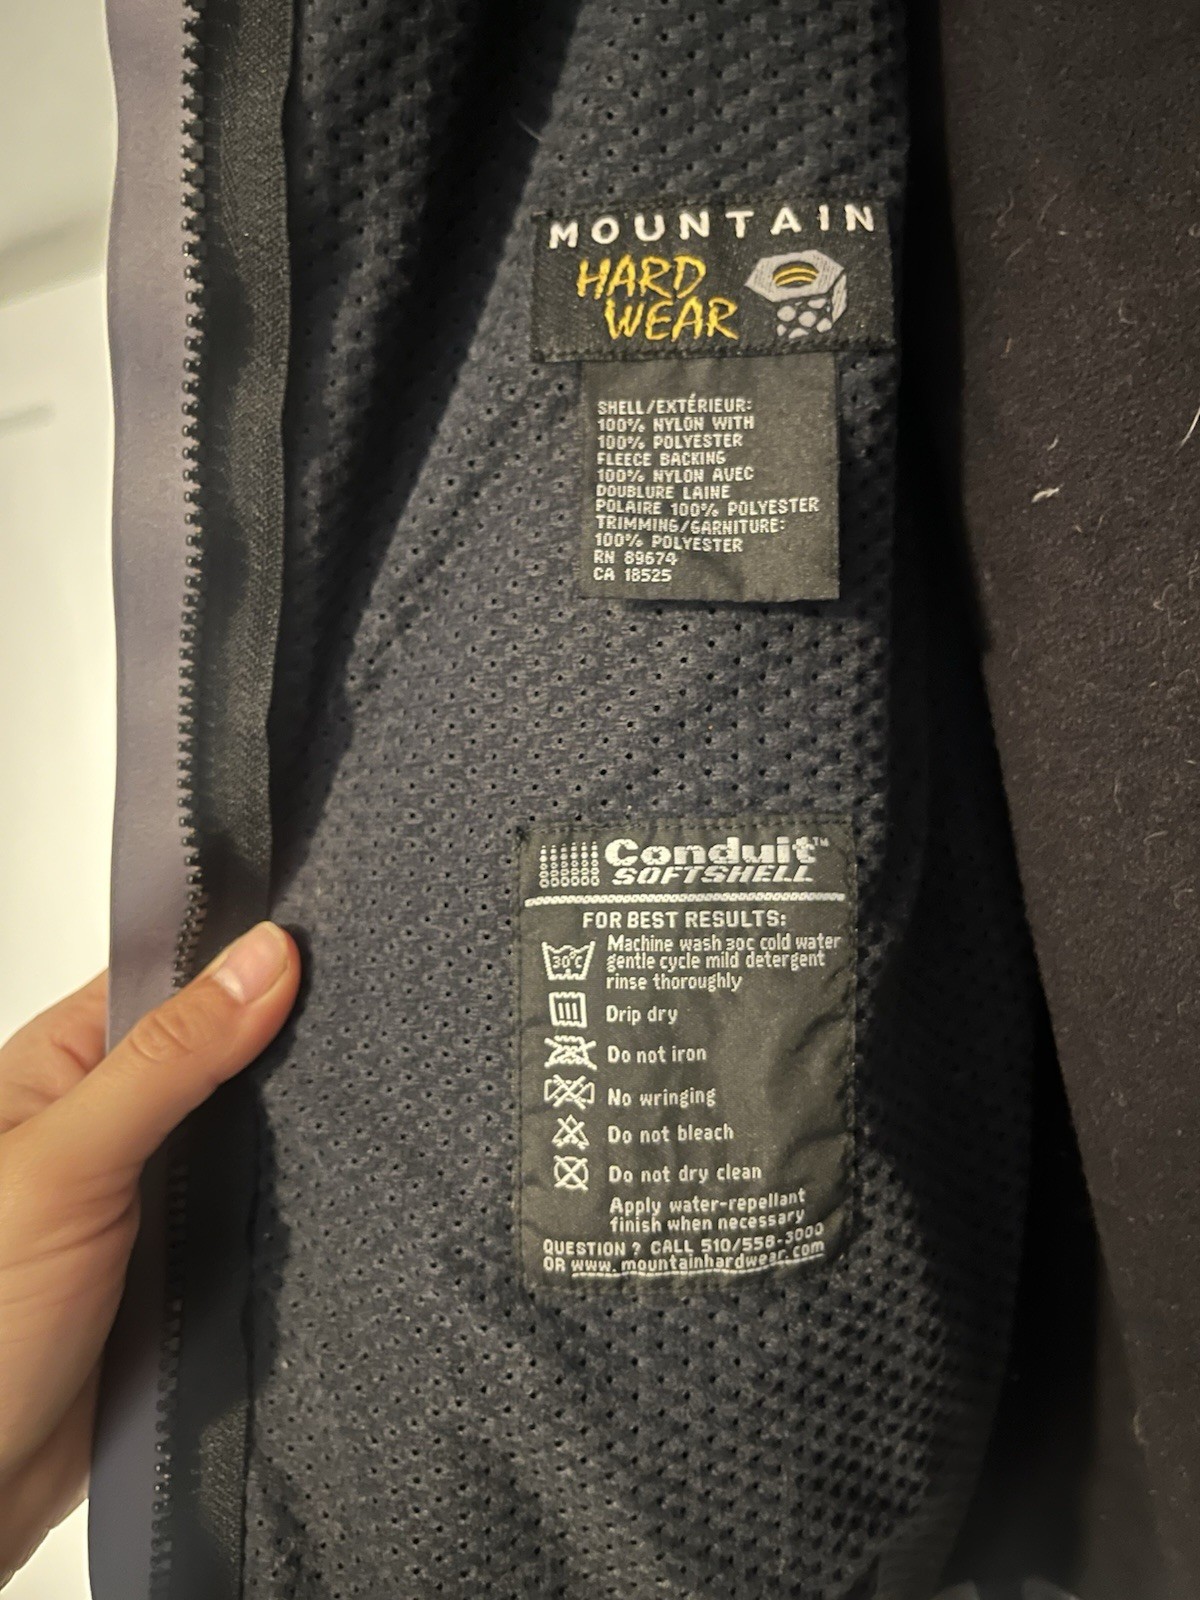 MOUNTAIN
HARD
WEAR
SHELL/EXTÉRIEUR:
100% NYLON WITH
100% POLYESTER
FLEECE BACKING
100% NYLON AVEC
DOUBLURE LAINE
POLAIRE 100% POLYESTER
TRIMMING/GARNITURE:
100% POLYESTER
RN 89674
CA 18525
Conduit™
SOFTSHELL
FOR BEST RESULTS:
30°C Machine wash 30c cold water
gentle cycle mild detergent
rinse thoroughly
Drip dry
Do not iron
No wringing
Do not bleach
Do not dry clean
Apply water-repellant
finish when necessary
QUESTION ? CALL 510/558-3000
OR www.mountainhardwear.com